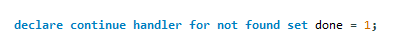 declare continue handler for not found set done = 1;